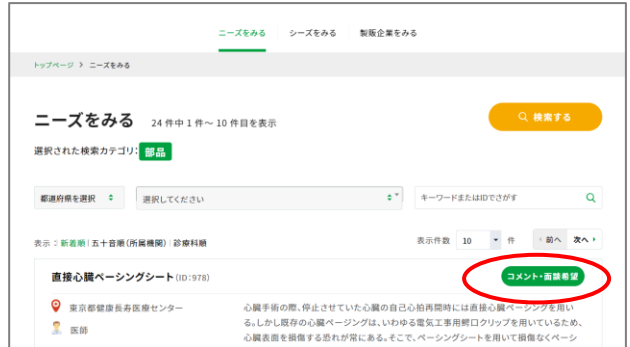 ニーズをみる シーズをみる 製販企業をみる
トップページ > ニーズをみる
ニーズをみる 24 件中 1 件～ 10 件目を表示
検索する
選択された検索カテゴリ: 部品
都道府県を選択 選択してください キーワードまたはIDでさがす
表示：新着順 | 五十音順(所属機関) | 診療科順 表示件数 10 件 前へ 次へ
直接心臓ペーシングシート (ID:978) コメント・面談希望
東京都健康長寿医療センター 心臓手術の際、停止させていた心臓の自己心拍再開時には直接心臓ペーシングを用い
医師 る。しかし既存の心臓ペーシングは、いわゆる電気工事用鰐口クリップを用いているため、
心臓表面を損傷する恐れが常にある。そこで、ペーシングシートを用いて損傷なくペーシ